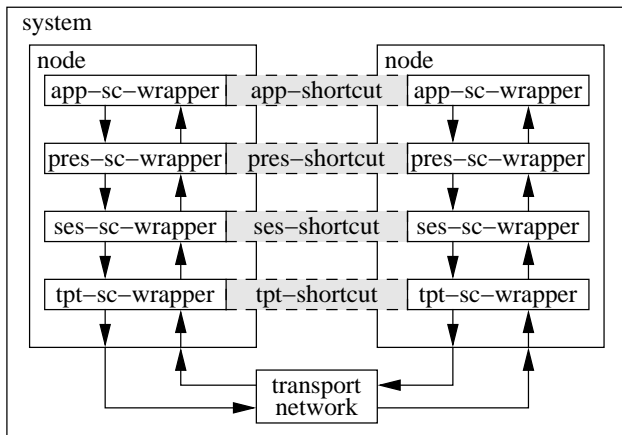 system
node
node
app–sc–wrapper
app–shortcut
app–sc–wrapper
pres–sc–wrapper
pres–shortcut
pres–sc–wrapper
ses–sc–wrapper
ses–shortcut
ses–sc–wrapper
tpt–sc–wrapper
tpt–shortcut
tpt–sc–wrapper
transport
network